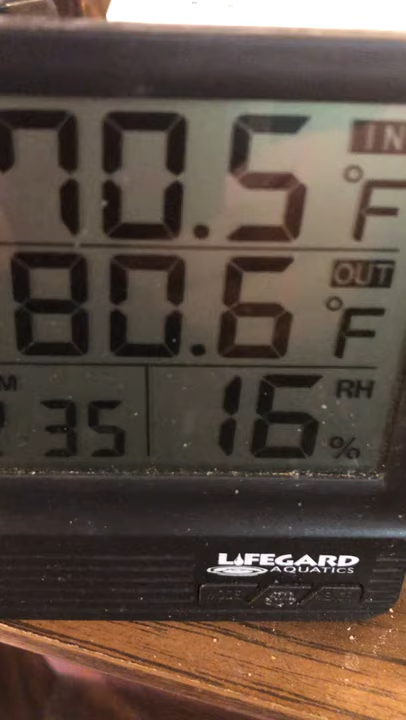 70.5 °F IN
80.6 °F OUT
M 35 16 % RH
LIFEGARD
AQUATICS